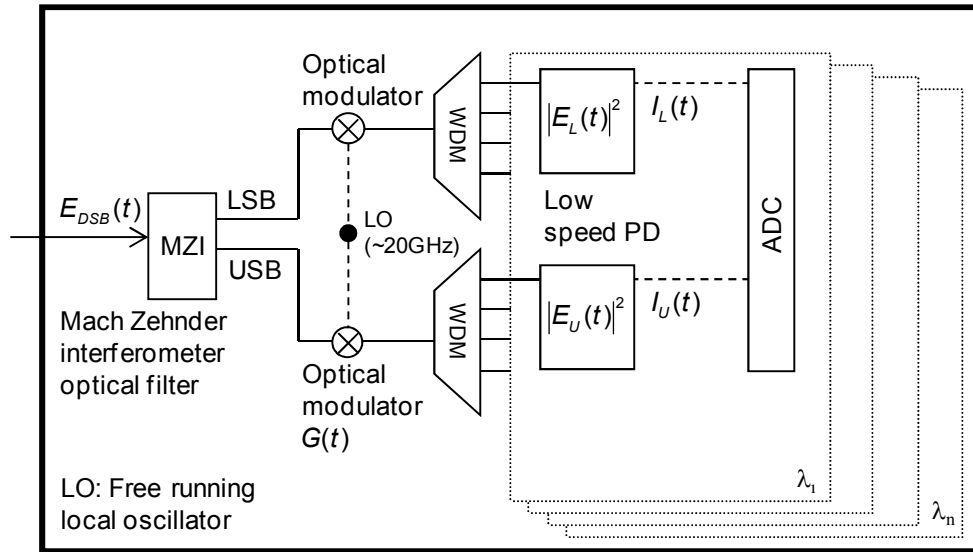 Optical
modulator
WDM
|E_L(t)|²
I_L(t)
E_DSB(t)
LSB
MZI
USB
LO
(~20GHz)
Low
speed PD
ADC
WDM
|E_U(t)|²
I_U(t)
Mach Zehnder
interferometer
optical filter
Optical
modulator
G(t)
LO: Free running
local oscillator
λ₁
λₙ